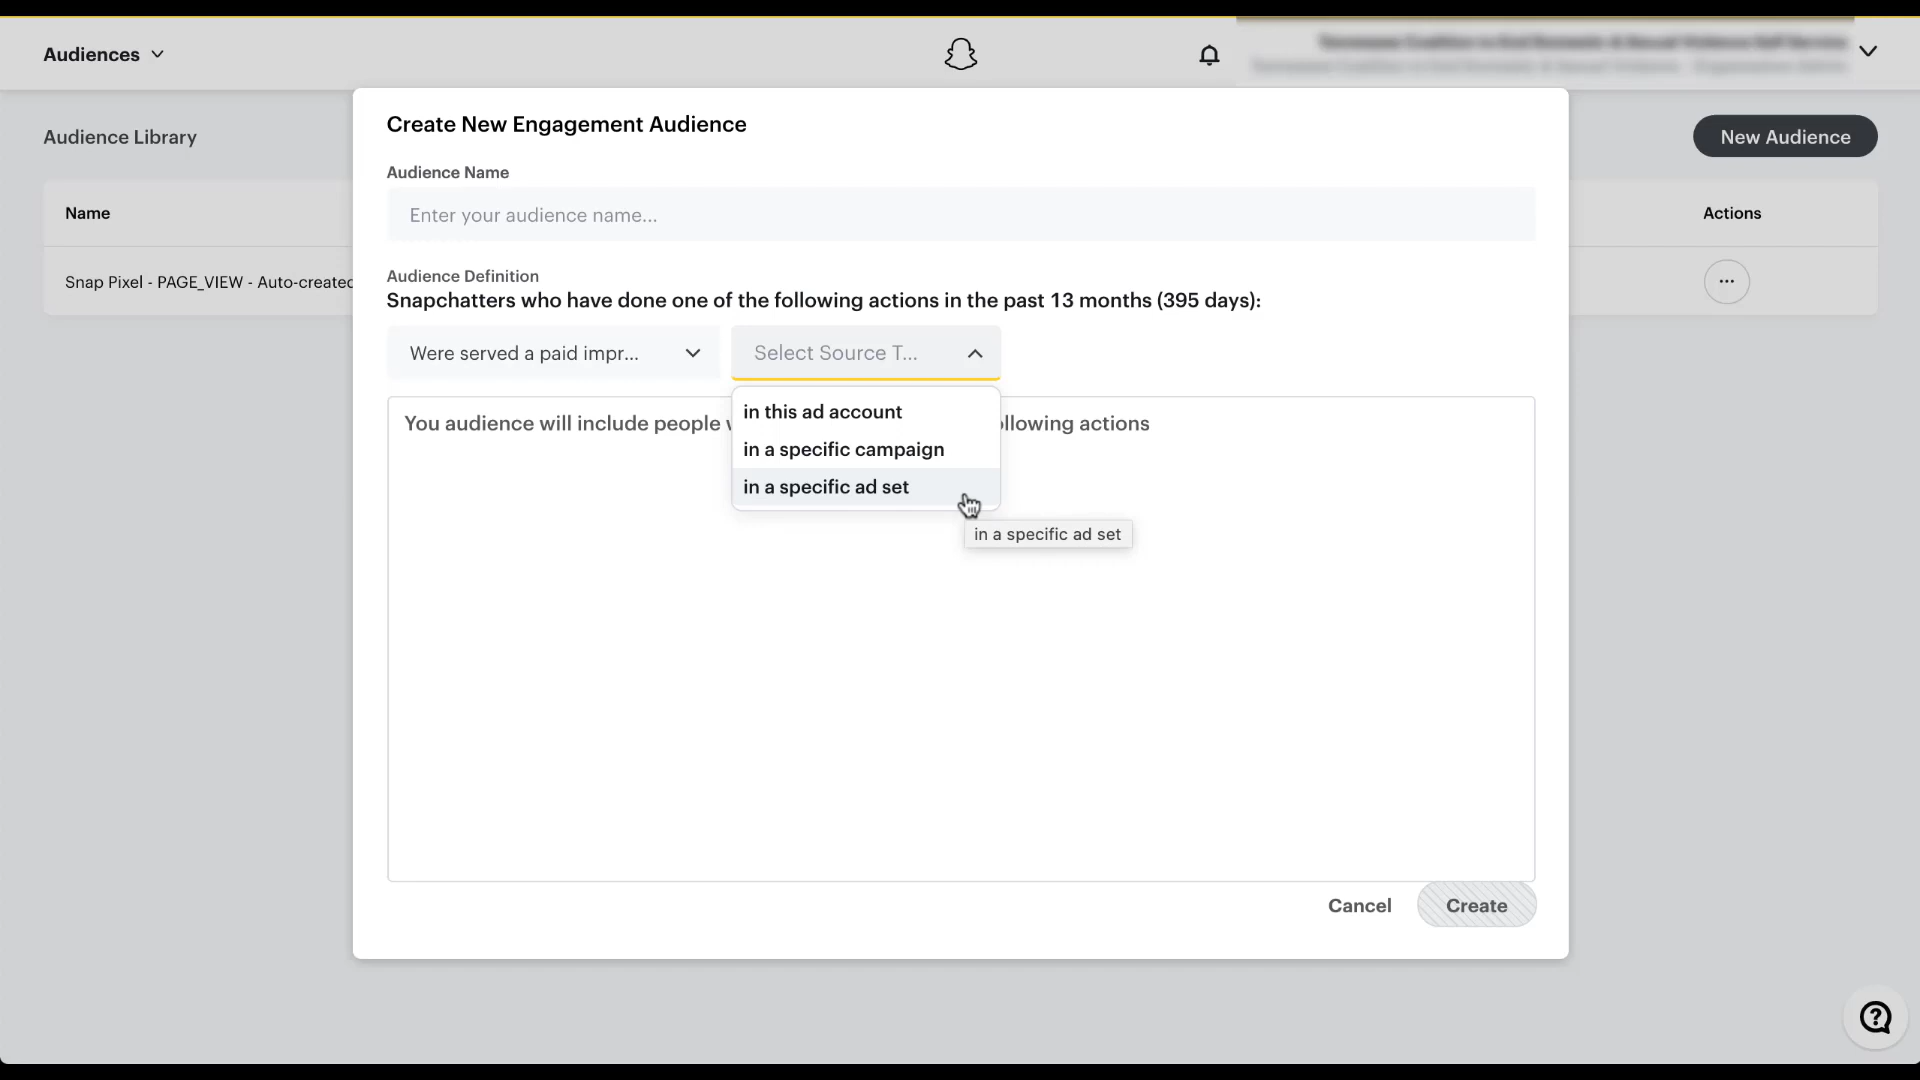 Audiences
Audience Library
New Audience
Name
Actions
Snap Pixel - PAGE_VIEW - Auto-created
Create New Engagement Audience
Audience Name
Enter your audience name...
Audience Definition
Snapchatters who have done one of the following actions in the past 13 months (395 days):
Were served a paid impr...
Select Source T...
You audience will include people
llowing actions
in this ad account
in a specific campaign
in a specific ad set
in a specific ad set
Cancel
Create